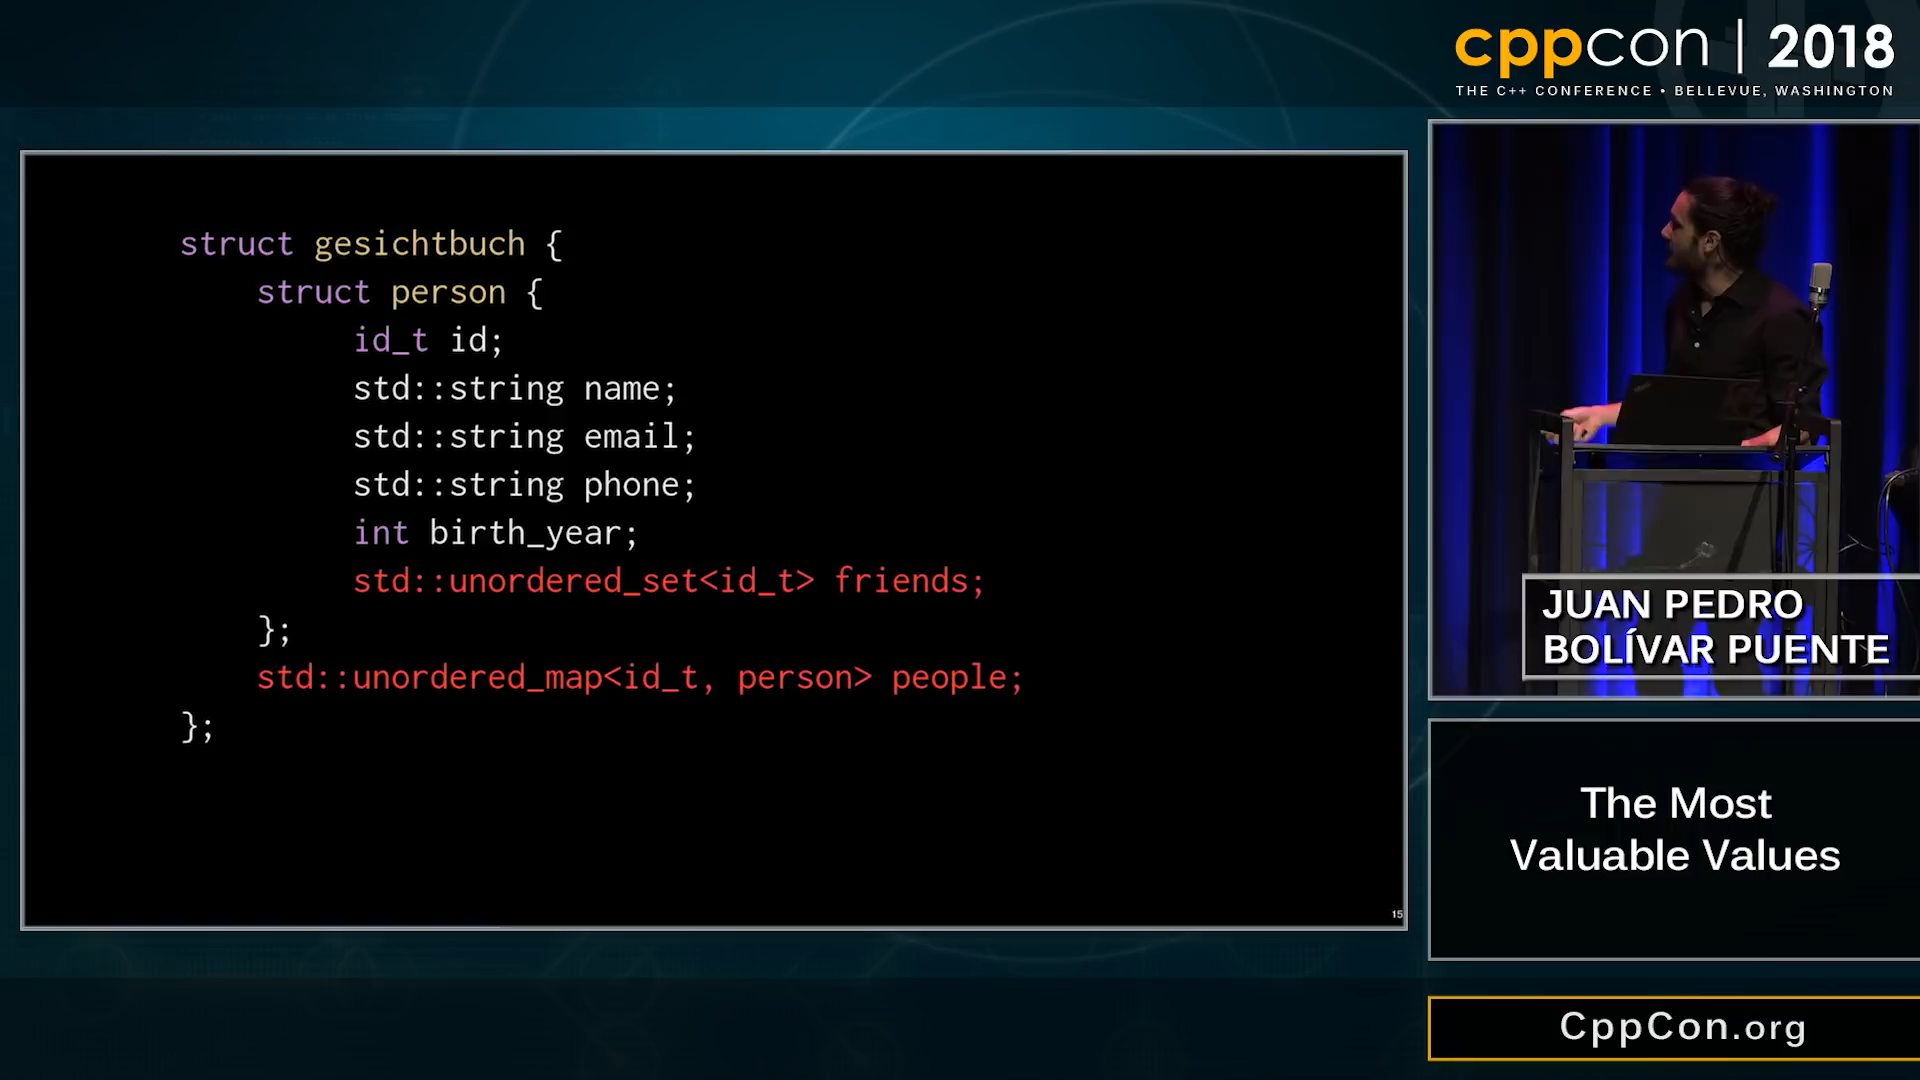 cppcon | 2018
THE C++ CONFERENCE • BELLEVUE, WASHINGTON
struct gesichtbuch {
struct person {
id_t id;
std::string name;
std::string email;
std::string phone;
int birth_year;
std::unordered_set<id_t> friends;
};
std::unordered_map<id_t, person> people;
};
15
JUAN PEDRO
BOLÍVAR PUENTE
The Most
Valuable Values
CppCon.org